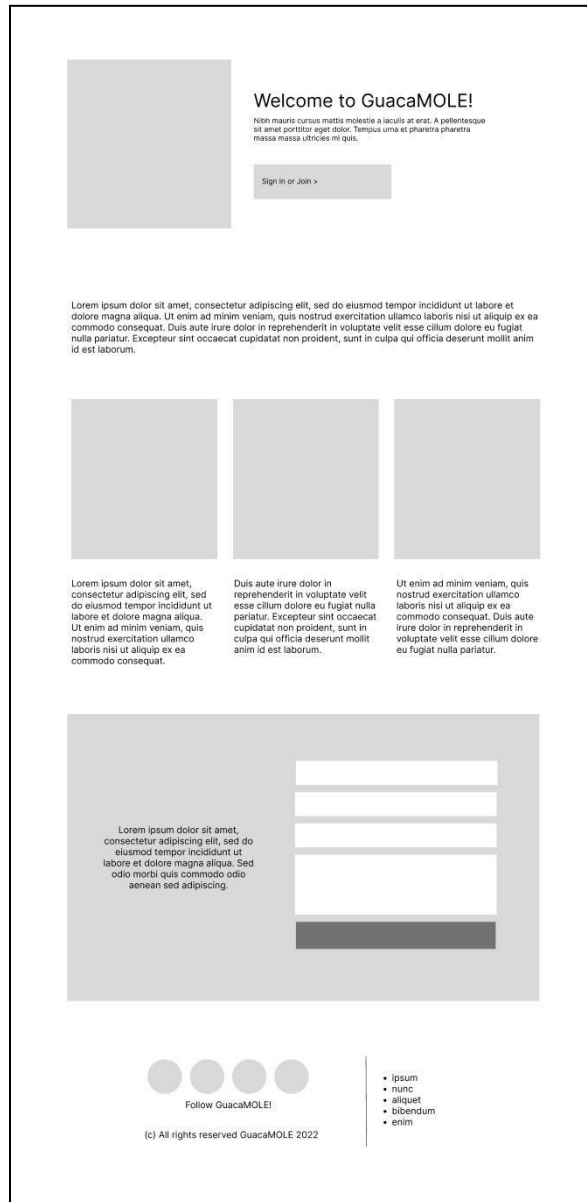 Welcome to GuacaMOLE!
Nibh mauris cursus mattis molestie a iaculis at erat. A pellentesque
sit amet porttitor eget dolor. Tempus urna et pharetra pharetra
massa massa ultricies mi quis.
Sign In or Join >
Lorem ipsum dolor sit amet, consectetur adipiscing elit, sed do eiusmod tempor incididunt ut labore et
dolore magna aliqua. Ut enim ad minim veniam, quis nostrud exercitation ullamco laboris nisi ut aliquip ex ea
commodo consequat. Duis aute irure dolor in reprehenderit in voluptate velit esse cillum dolore eu fugiat
nulla pariatur. Excepteur sint occaecat cupidatat non proident, sunt in culpa qui officia deserunt mollit anim
id est laborum.
Lorem ipsum dolor sit amet,
consectetur adipiscing elit, sed
do eiusmod tempor incididunt ut
labore et dolore magna aliqua.
Ut enim ad minim veniam, quis
nostrud exercitation ullamco
laboris nisi ut aliquip ex ea
commodo consequat.
Duis aute irure dolor in
reprehenderit in voluptate velit
esse cillum dolore eu fugiat nulla
pariatur. Excepteur sint occaecat
cupidatat non proident, sunt in
culpa qui officia deserunt mollit
anim id est laborum.
Ut enim ad minim veniam, quis
nostrud exercitation ullamco
laboris nisi ut aliquip ex ea
commodo consequat. Duis aute
irure dolor in reprehenderit in
voluptate velit esse cillum dolore
eu fugiat nulla pariatur.
Lorem ipsum dolor sit amet,
consectetur adipiscing elit, sed do
eiusmod tempor incididunt ut
labore et dolore magna aliqua. Sed
odio morbi quis commodo odio
aenean sed adipiscing.
Follow GuacaMOLE!
(c) All rights reserved GuacaMOLE 2022
• ipsum
• nunc
• aliquet
• bibendum
• enim